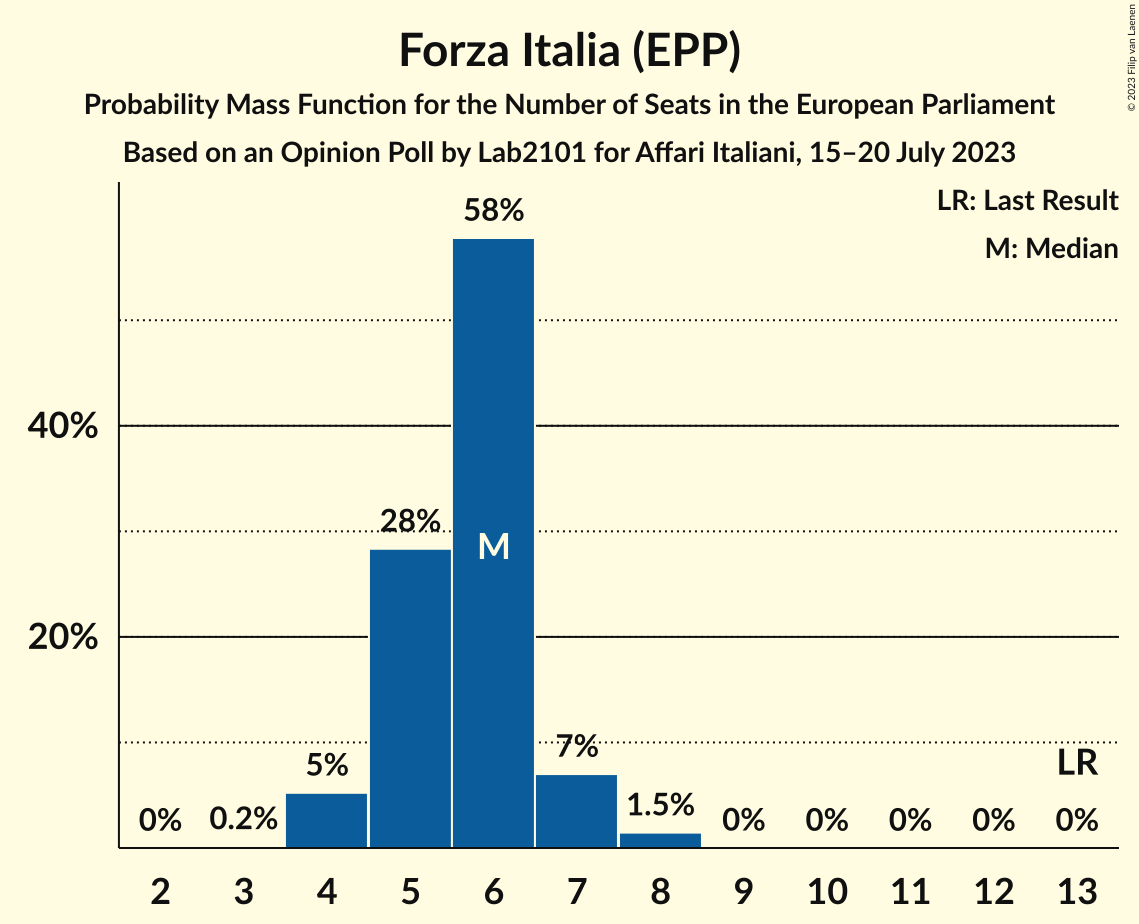 Forza Italia (EPP)
Probability Mass Function for the Number of Seats in the European Parliament
Based on an Opinion Poll by Lab2101 for Affari Italiani, 15–20 July 2023
© 2023 Filip van Laenen
LR: Last Result
M: Median
58%
40%
28%
M
20%
7%
5%
LR
1.5%
0% 0.2% 0% 0% 0% 0% 0%
2 3 4 5 6 7 8 9 10 11 12 13